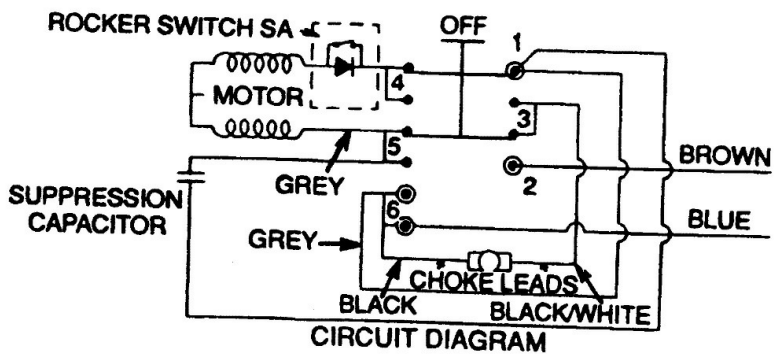 ROCKER SWITCH SA
OFF
1
4
MOTOR
3
5
GREY
BROWN
2
SUPPRESSION
CAPACITOR
6
BLUE
GREY
CHOKE LEADS
BLACK
BLACK/WHITE
CIRCUIT DIAGRAM